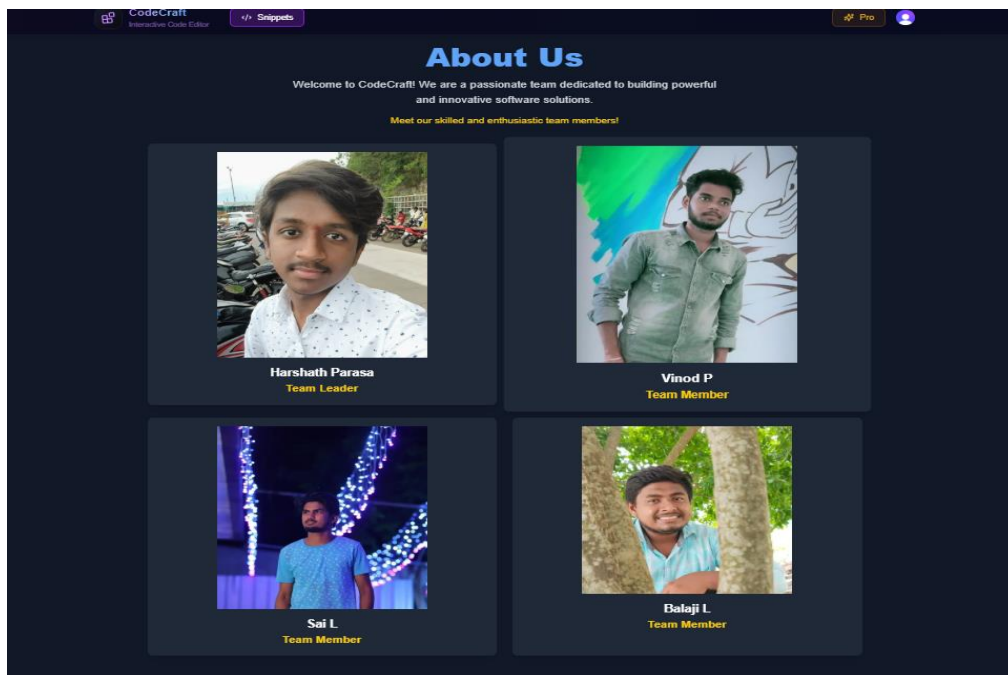 CodeCraft
Interactive Code Editor
</> Snippets
Pro
About Us
Welcome to CodeCraft! We are a passionate team dedicated to building powerful
and innovative software solutions.
Meet our skilled and enthusiastic team members!
Harshath Parasa
Team Leader
Vinod P
Team Member
Sai L
Team Member
Balaji L
Team Member